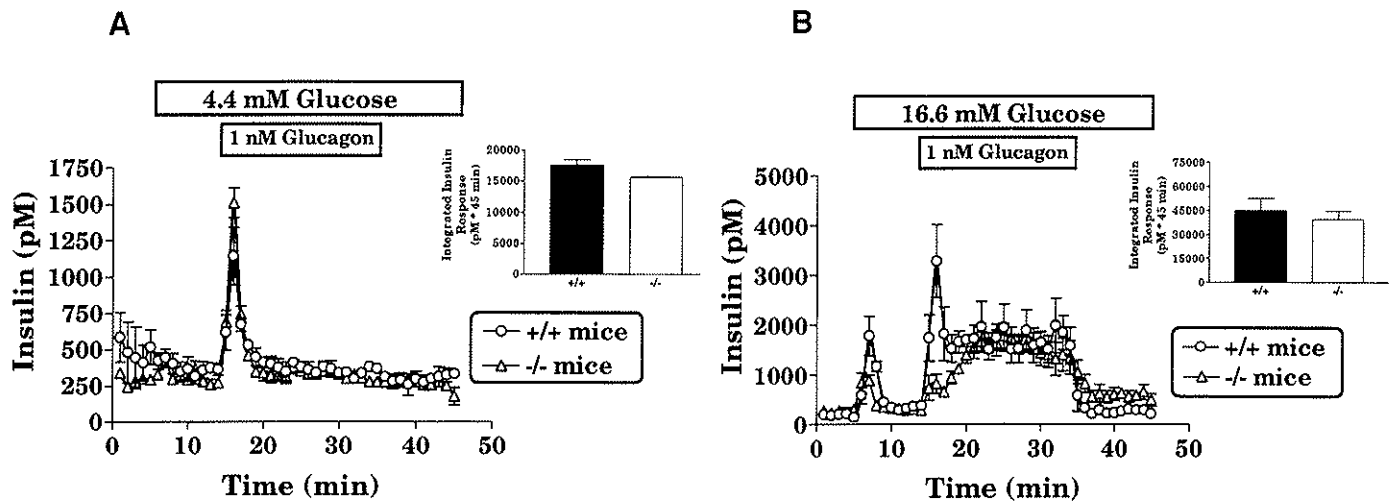 A
4.4 mM Glucose
1 nM Glucagon
Insulin (pM)
1750
1500
1250
1000
750
500
250
0
0 10 20 30 40 50
Time (min)
Integrated Insulin
Response
(pM * 45 min)
20000
15000
10000
5000
0
+/+ -/-
+/+ mice
-/- mice
B
16.6 mM Glucose
1 nM Glucagon
Insulin (pM)
5000
4000
3000
2000
1000
0
0 10 20 30 40 50
Time (min)
Integrated Insulin
Response
(pM * 45 min)
75000
60000
45000
30000
15000
0
+/+ -/-
+/+ mice
-/- mice